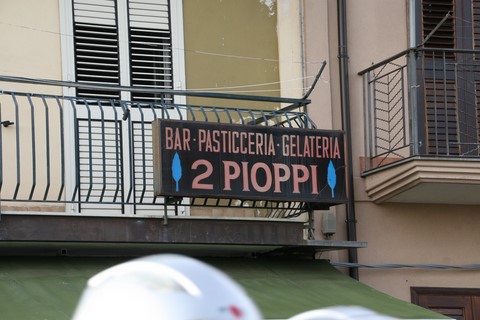 BAR · PASTICCERIA · GELATERIA
2 PIOPPI